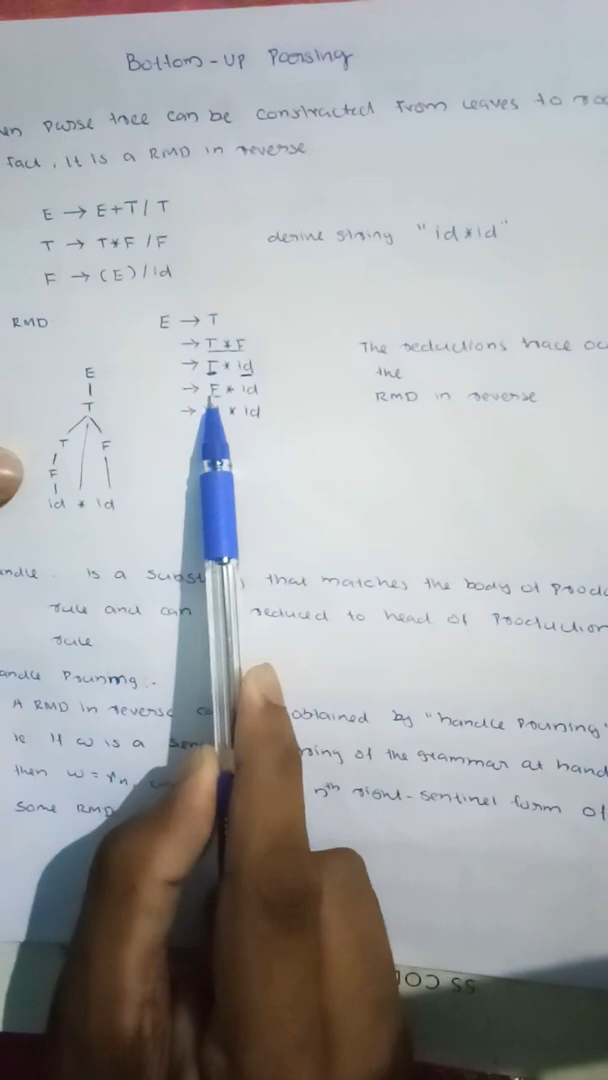 Bottom-up Parsing
parse tree can be constracted from leaves to
fact, it is a RMD in reverse
E → E+T/T
T → T*F/F
derive string "id*id"
F → (E)/id
RMD
E → T
→ T*F
→ T*id
→ F*id
→ *id
The reductions trace
the
RMD in reverse
E
T
T F
F
id * id
is a that matches the body of
rule and can reduced to head of Production
rule
Pruning:-
A RMD in reverse obtained by "handle Pruning"
If w is a of the grammar at hand
then w = nth right-sentinel form of
some RMD